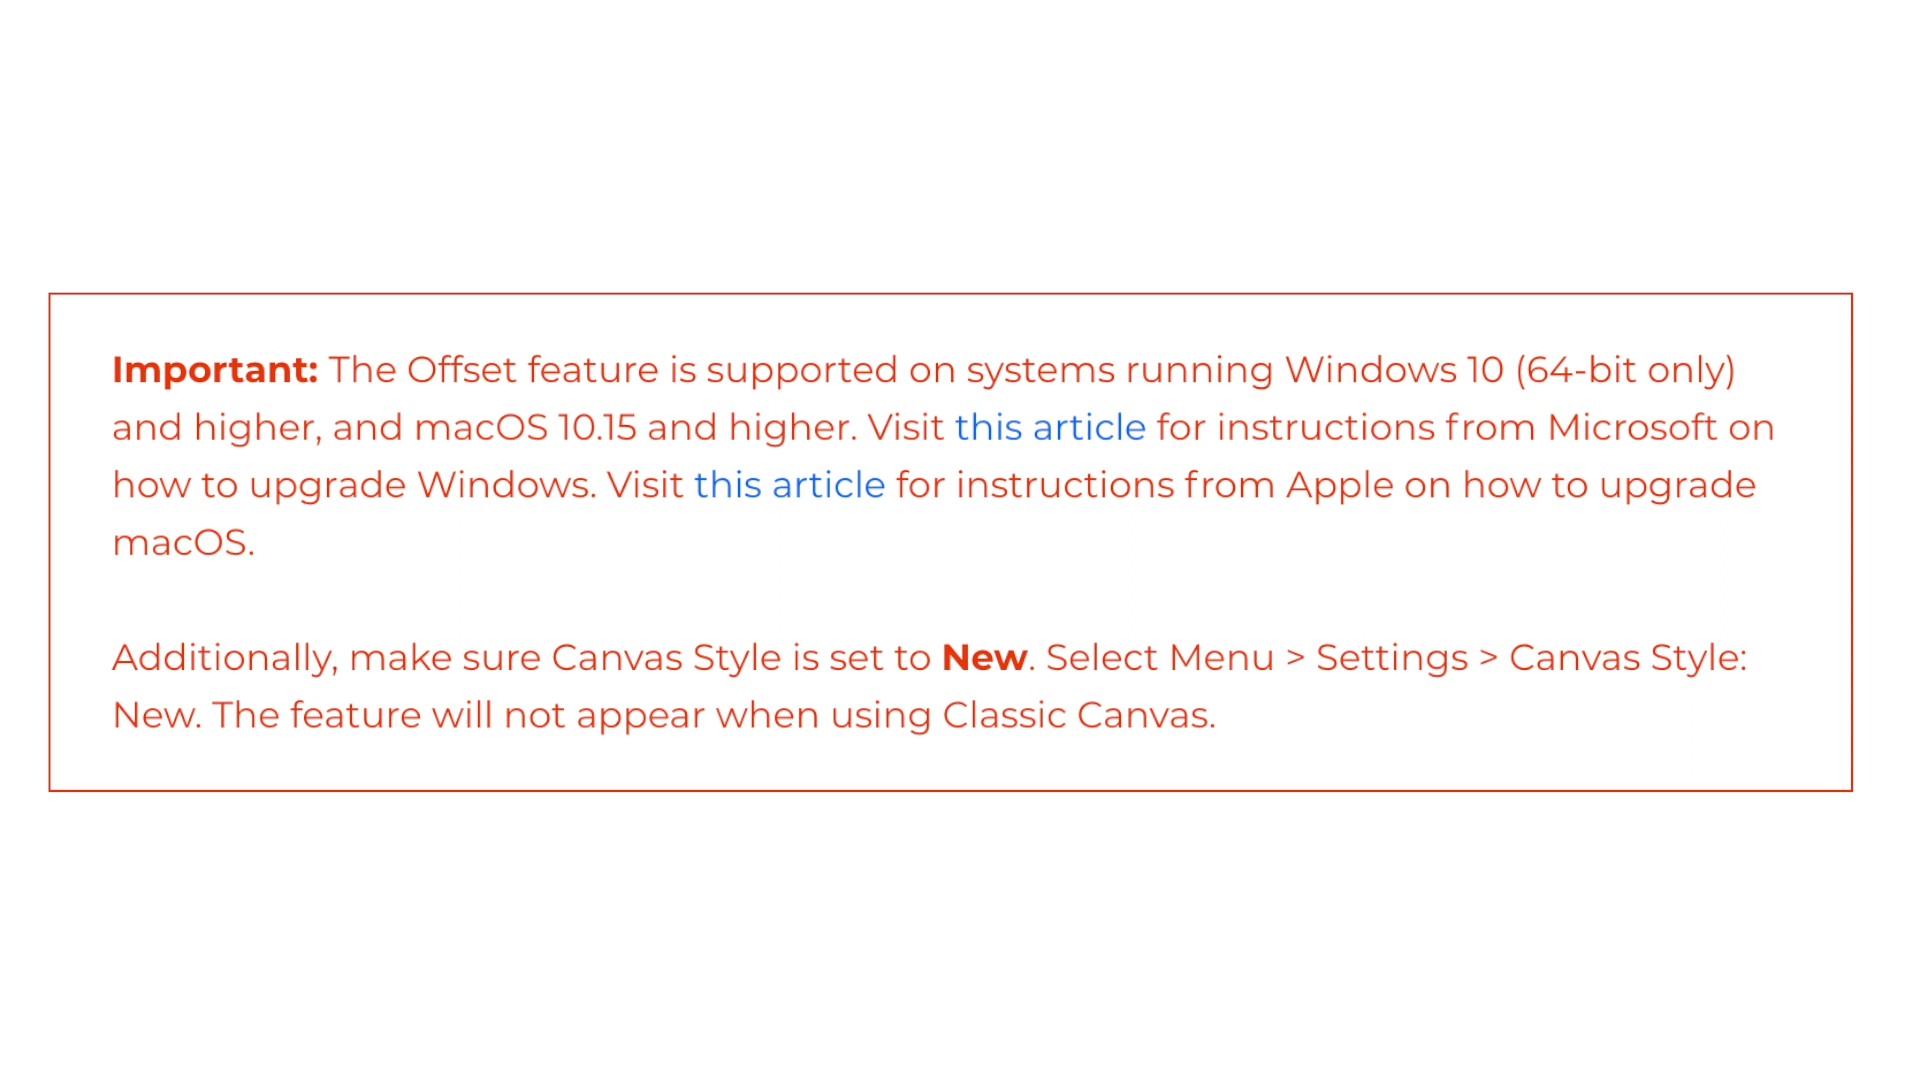 Important: The Offset feature is supported on systems running Windows 10 (64-bit only)
and higher, and macOS 10.15 and higher. Visit this article for instructions from Microsoft on
how to upgrade Windows. Visit this article for instructions from Apple on how to upgrade
macOS.
Additionally, make sure Canvas Style is set to New. Select Menu > Settings > Canvas Style:
New. The feature will not appear when using Classic Canvas.